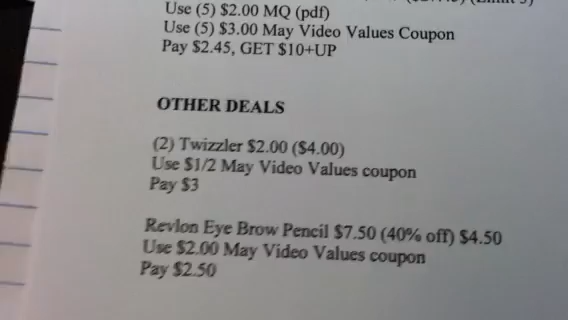 Use (5) $2.00 MQ (pdf)
Use (5) $3.00 May Video Values Coupon
Pay $2.45, GET $10+UP
OTHER DEALS
(2) Twizzler $2.00 ($4.00)
Use $1/2 May Video Values coupon
Pay $3
Revlon Eye Brow Pencil $7.50 (40% off) $4.50
Use $2.00 May Video Values coupon
Pay $2.50